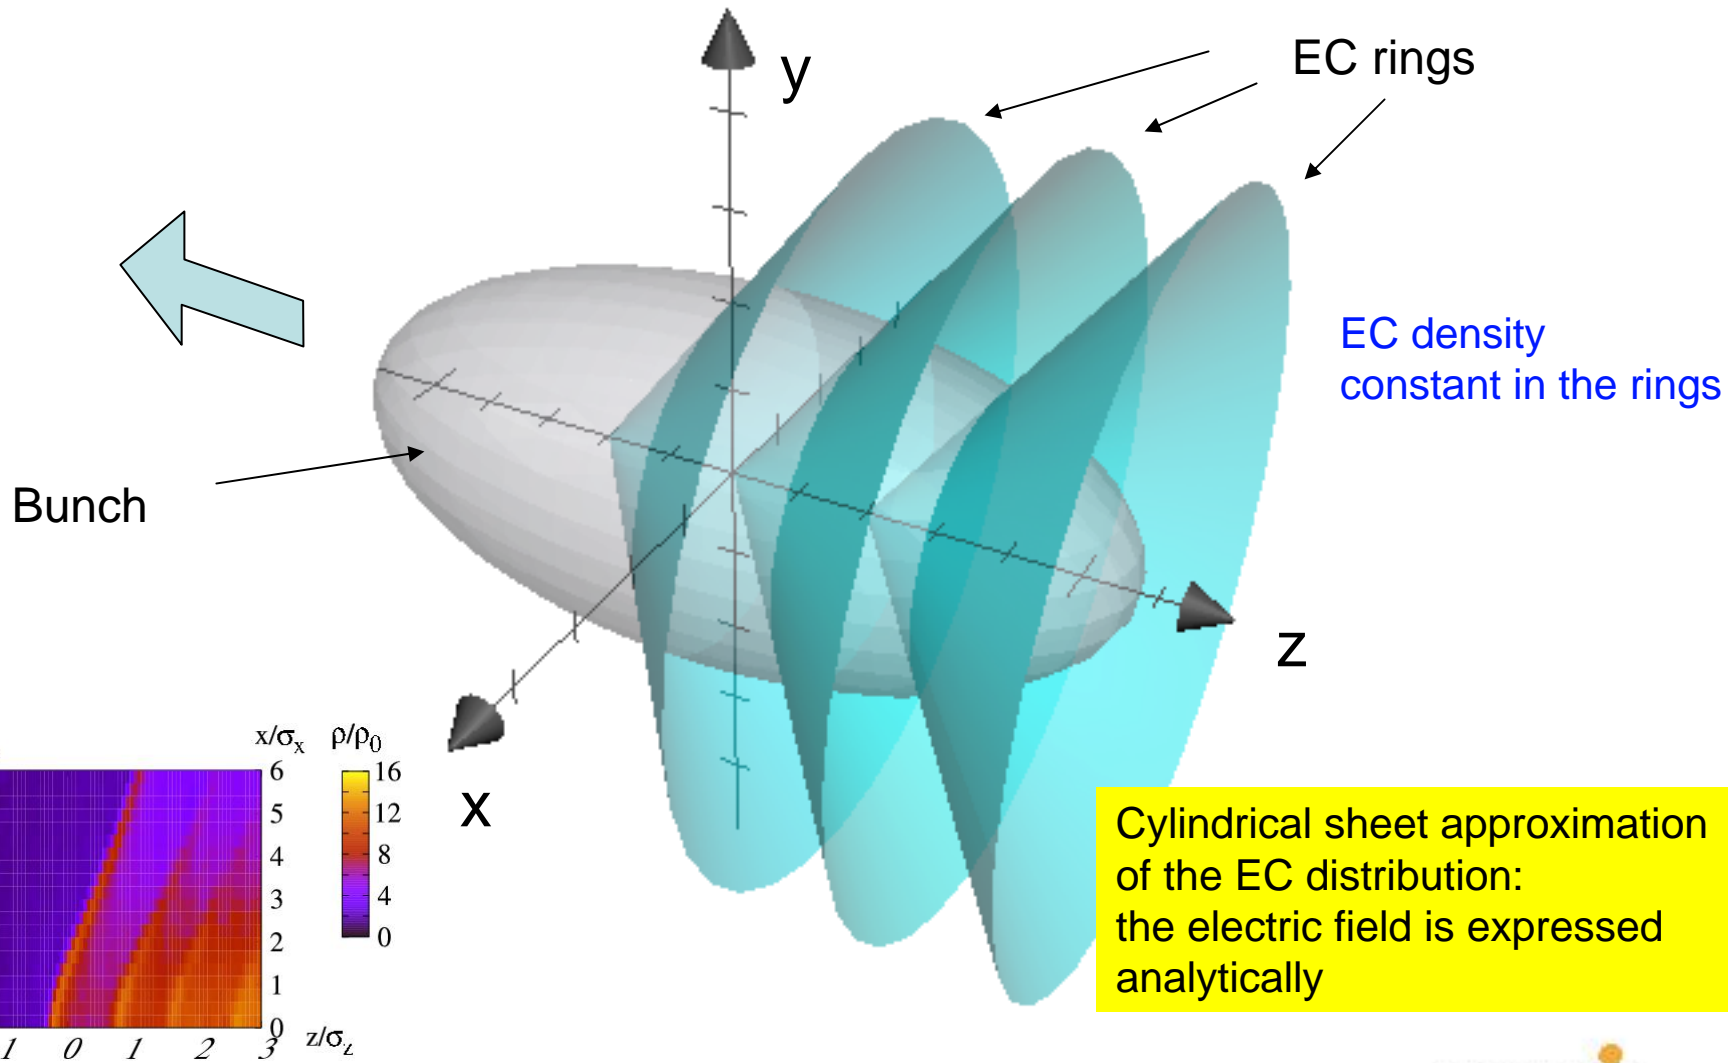 y
EC rings
EC density
constant in the rings
Bunch
z
x
x/σx ρ/ρ0
6
5
4
3
2
1
0
16
12
8
4
0
1 0 1 2 3 z/σz
Cylindrical sheet approximation
of the EC distribution:
the electric field is expressed
analytically